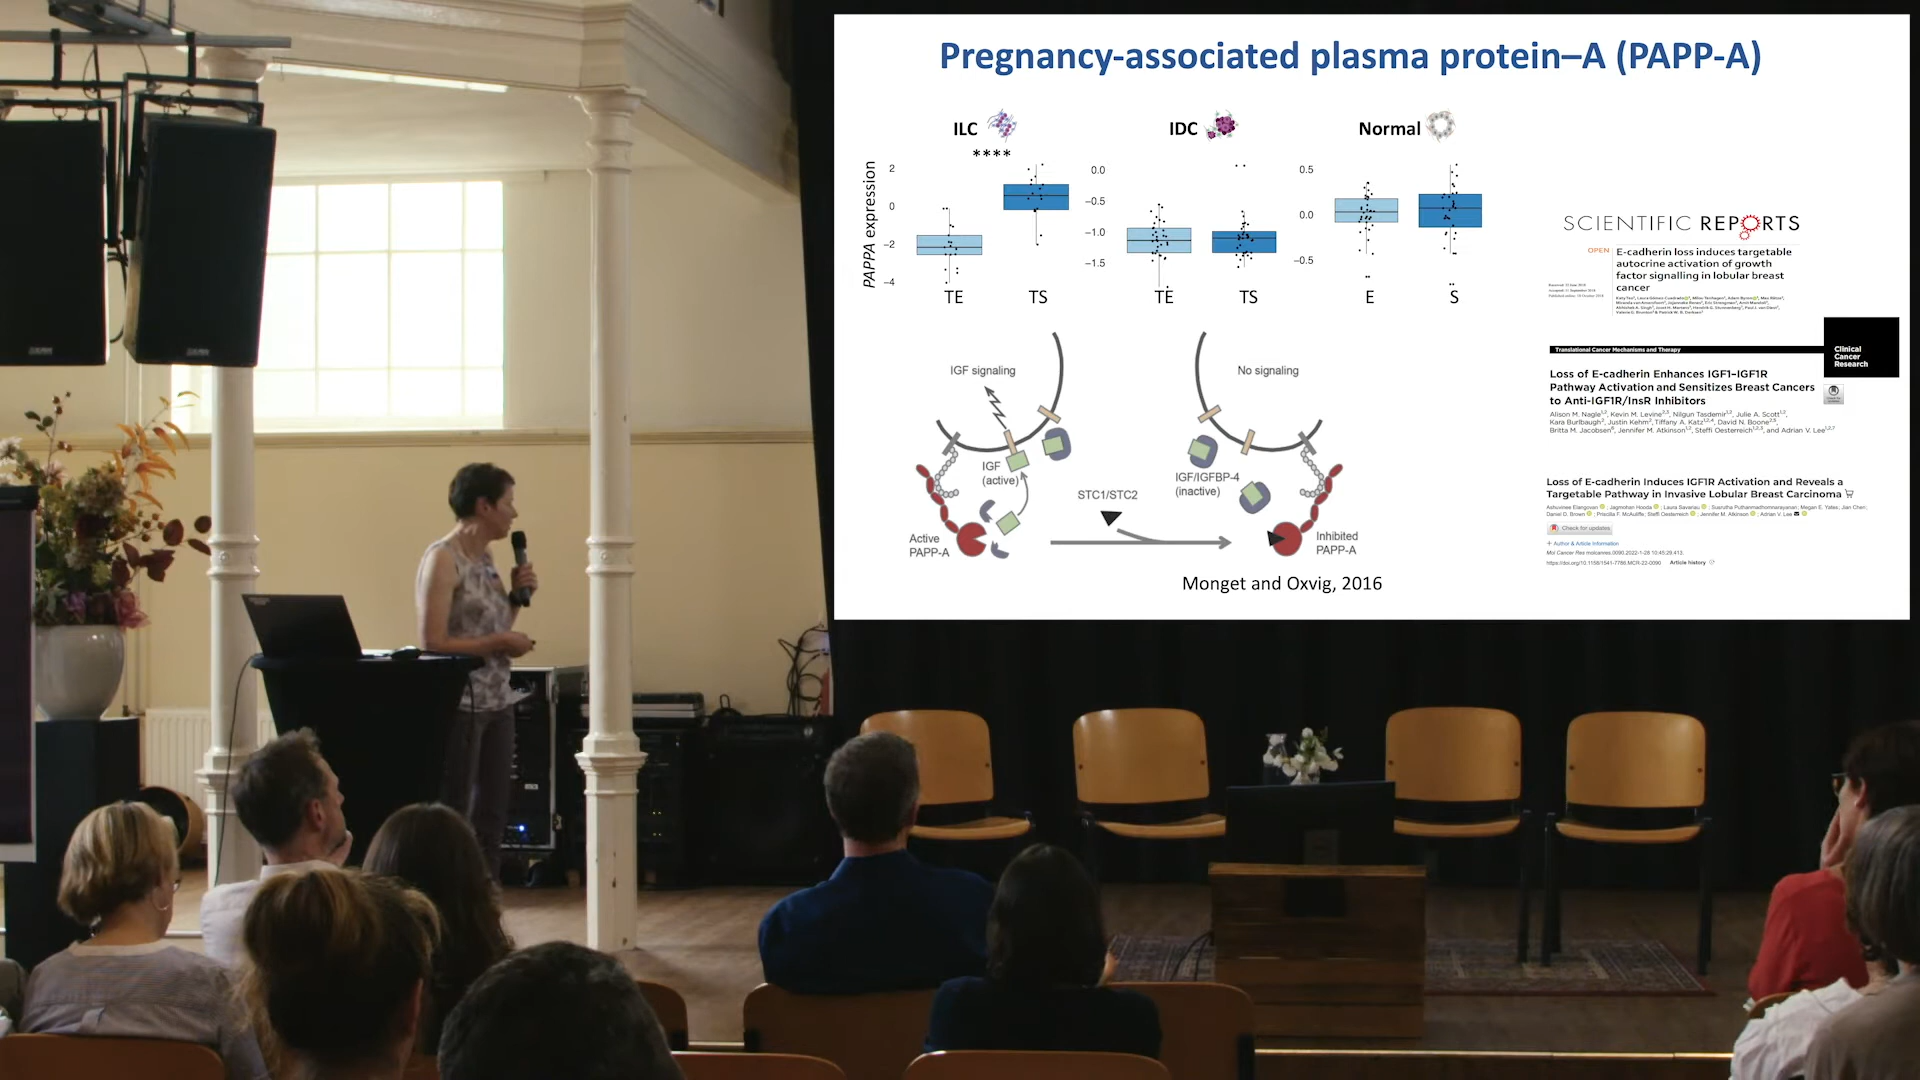 Pregnancy-associated plasma protein–A (PAPP-A)
ILC
IDC
Normal
****
PAPPA expression
2
0
−2
−4
TE
TS
0.0
−0.5
−1.0
−1.5
TE
TS
0.5
0.0
−0.5
E
S
IGF signaling
IGF
(active)
Active
PAPP-A
STC1/STC2
No signaling
IGF/IGFBP-4
(inactive)
Inhibited
PAPP-A
Monget and Oxvig, 2016
SCIENTIFIC REPORTS
OPEN
E-cadherin loss induces targetable
autocrine activation of growth
factor signalling in lobular breast
cancer
Translational Cancer Mechanisms and Therapy
Clinical
Cancer
Research
Loss of E-cadherin Enhances IGF1–IGF1R
Pathway Activation and Sensitizes Breast Cancers
to Anti-IGF1R/InsR Inhibitors
Alison M. Nagle, Kevin M. Levine, Nilgun Tasdemir, Julie A. Scott,
Kara Burlbaugh, Justin Kehm, Tiffany A. Katz, David N. Boone,
Britta M. Jacobsen, Jennifer M. Atkinson, Steffi Oesterreich, and Adrian V. Lee
Loss of E-cadherin Induces IGF1R Activation and Reveals a
Targetable Pathway in Invasive Lobular Breast Carcinoma
Check for updates
+ Author & Article Information
Article history